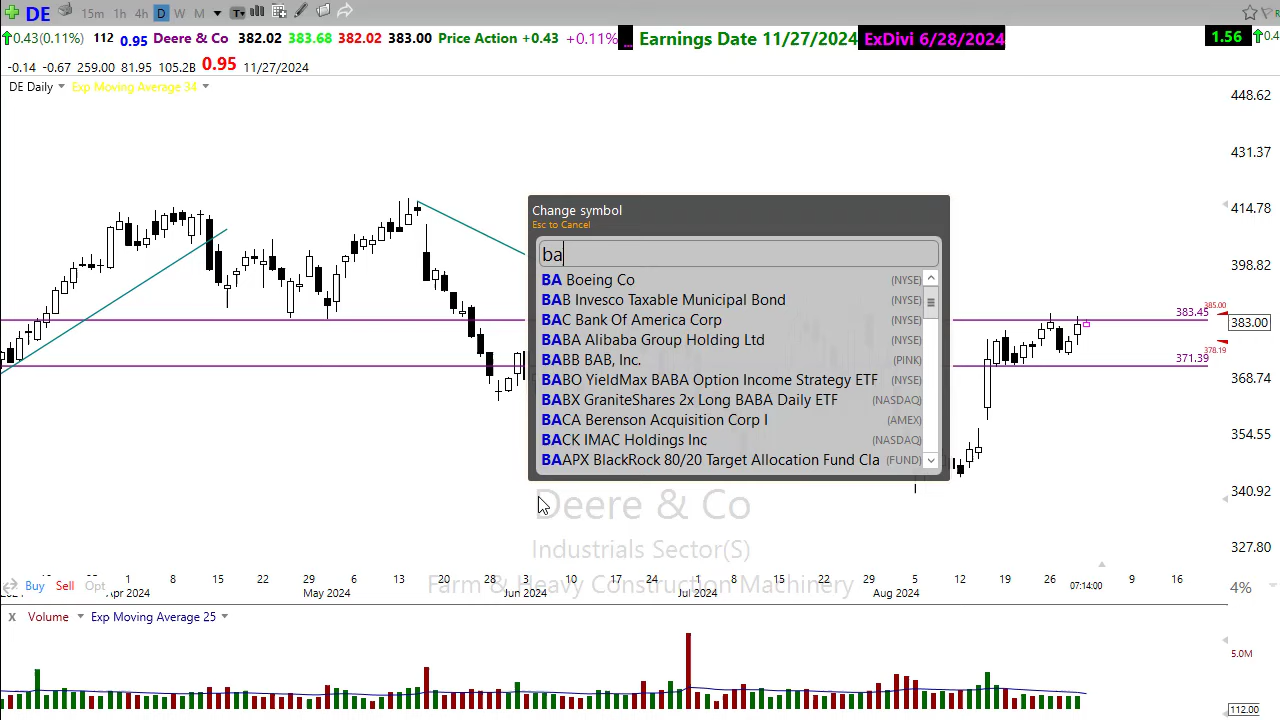 DE 15m 1h 4h D W M T
0.43(0.11%) 112 0.95 Deere & Co 382.02 383.68 382.02 383.00 Price Action +0.43 +0.11% ... Earnings Date 11/27/2024 ExDivi 6/28/2024 1.56 0.4
-0.14 -0.67 259.00 81.95 105.2B 0.95 11/27/2024
DE Daily Exp Moving Average 34
448.62
431.37
414.78
398.82
385.00
383.45
383.00
378.19
371.39
368.74
354.55
340.92
327.80
Change symbol
Esc to Cancel
ba
BA Boeing Co (NYSE)
BAB Invesco Taxable Municipal Bond (NYSE)
BAC Bank Of America Corp (NYSE)
BABA Alibaba Group Holding Ltd (NYSE)
BABB BAB, Inc. (PINK)
BABO YieldMax BABA Option Income Strategy ETF (NYSE)
BABX GraniteShares 2x Long BABA Daily ETF (NASDAQ)
BACA Berenson Acquisition Corp I (AMEX)
BACK IMAC Holdings Inc (NASDAQ)
BAAPX BlackRock 80/20 Target Allocation Fund Cla (FUND)
Deere & Co
Industrials Sector(S)
Farm & Heavy Construction Machinery
1 8 15 22 29 6 13 20 28 3 10 17 24 1 8 15 22 29 5 12 19 26 07:14:00 9 16
Apr 2024 May 2024 Jun 2024 Jul 2024 Aug 2024
Buy Sell Opt 4%
X Volume Exp Moving Average 25
5.0M
112.00